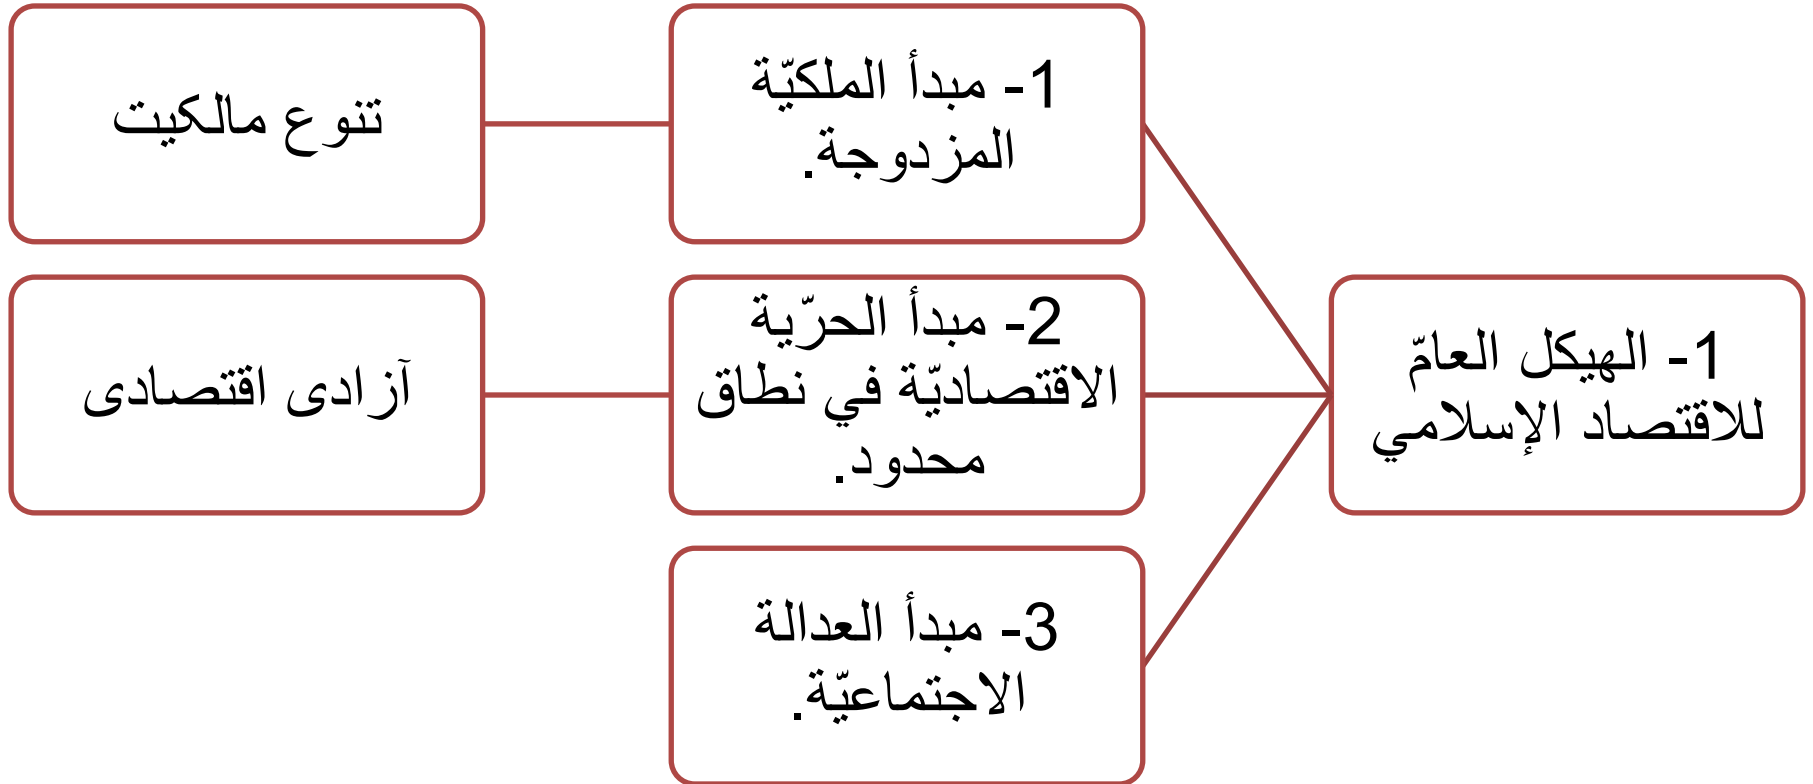 1- الهيكل العامّ
للاقتصاد الإسلامي
1- مبدأ الملكيّة
المزدوجة.
تنوع مالكيت
2- مبدأ الحرّية
الاقتصاديّة في نطاق
محدود.
آزادى اقتصادى
3- مبدأ العدالة
الاجتماعيّة.